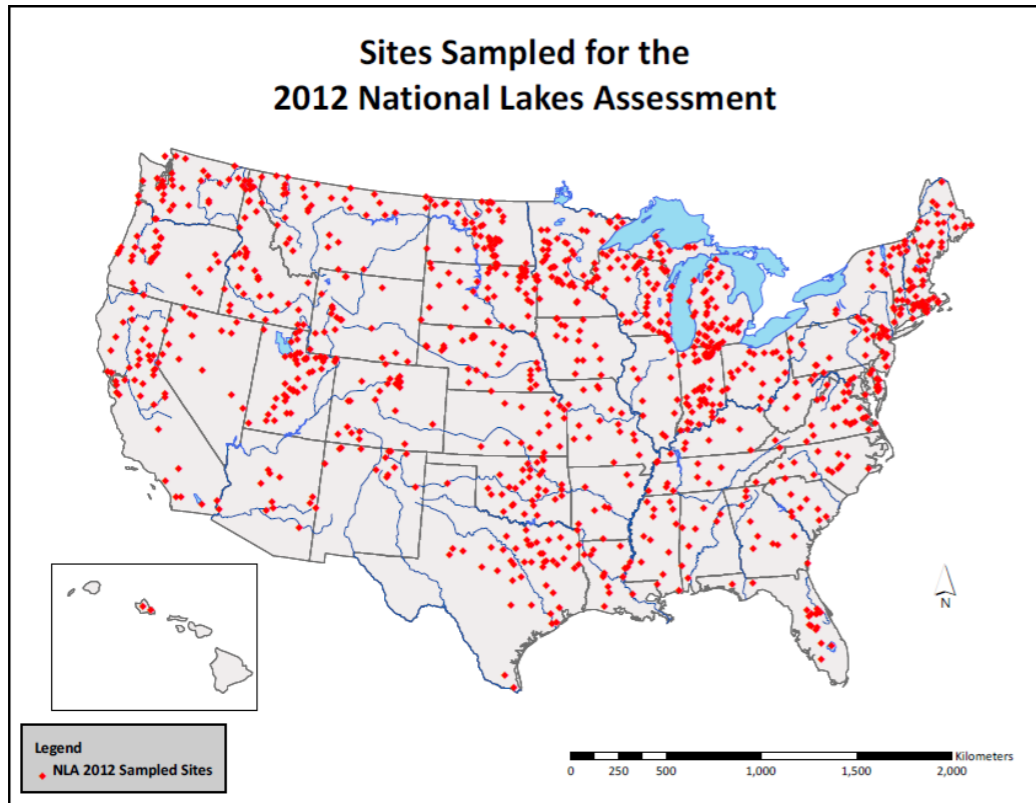 Sites Sampled for the
2012 National Lakes Assessment
N
Legend
NLA 2012 Sampled Sites
Kilometers
0 250 500 1,000 1,500 2,000